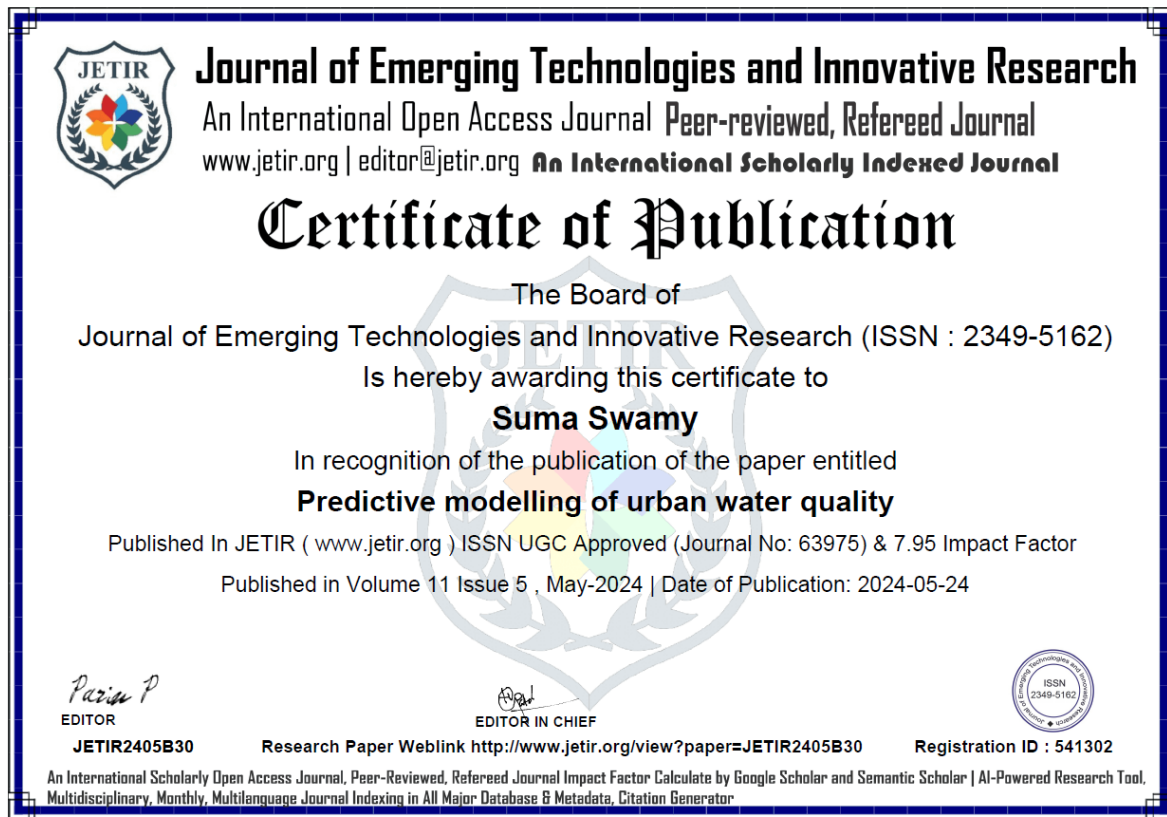 JETIR
Journal of Emerging Technologies and Innovative Research
An International Open Access Journal Peer-reviewed, Refereed Journal
www.jetir.org | editor@jetir.org An International Scholarly Indexed Journal
Certificate of Publication
The Board of
JETIR
Journal of Emerging Technologies and Innovative Research (ISSN : 2349-5162)
Is hereby awarding this certificate to
Suma Swamy
In recognition of the publication of the paper entitled
Predictive modelling of urban water quality
Published In JETIR ( www.jetir.org ) ISSN UGC Approved (Journal No: 63975) & 7.95 Impact Factor
Published in Volume 11 Issue 5 , May-2024 | Date of Publication: 2024-05-24
EDITOR
EDITOR IN CHIEF
Journal of Emerging Technologies and Innovative Research
ISSN
2349-5162
JETIR2405B30 Research Paper Weblink http://www.jetir.org/view?paper=JETIR2405B30 Registration ID : 541302
An International Scholarly Open Access Journal, Peer-Reviewed, Refereed Journal Impact Factor Calculate by Google Scholar and Semantic Scholar | AI-Powered Research Tool,
Multidisciplinary, Monthly, Multilanguage Journal Indexing in All Major Database & Metadata, Citation Generator